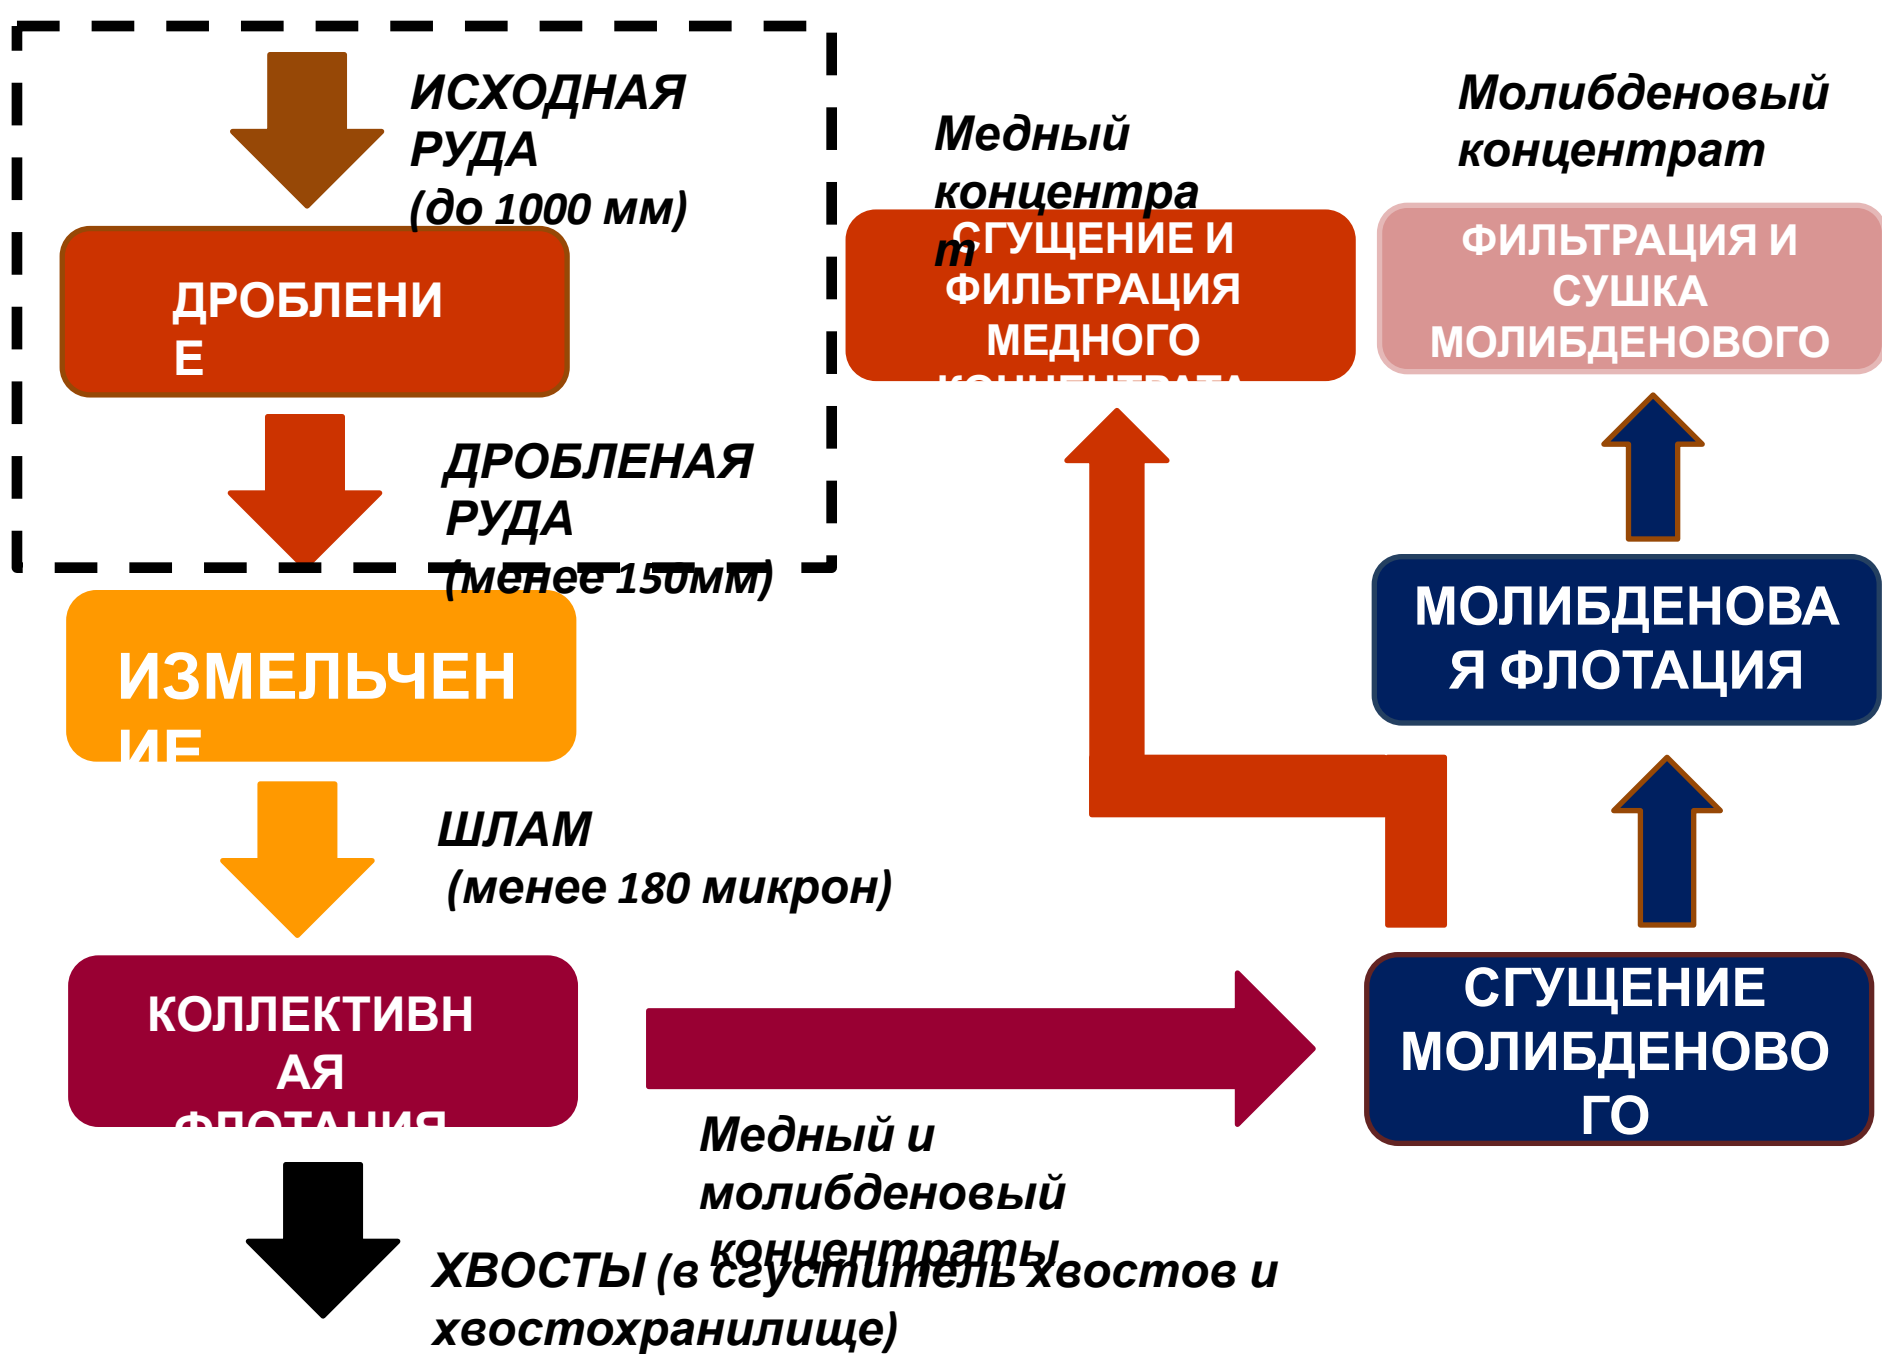 ИСХОДНАЯ
РУДА
(до 1000 мм)
ДРОБЛЕНИ
Е
ДРОБЛЕНАЯ
РУДА
(менее 150мм)
ИЗМЕЛЬЧЕН
ИЕ
ШЛАМ
(менее 180 микрон)
КОЛЛЕКТИВН
АЯ
ФЛОТАЦИЯ
ХВОСТЫ (в сгуститель хвостов и
хвостохранилище)
Медный и
молибденовый
концентраты
Медный
концентра
т
СГУЩЕНИЕ И
ФИЛЬТРАЦИЯ
МЕДНОГО
КОНЦЕНТРАТА
Молибденовый
концентрат
ФИЛЬТРАЦИЯ И
СУШКА
МОЛИБДЕНОВОГО
МОЛИБДЕНОВА
Я ФЛОТАЦИЯ
СГУЩЕНИЕ
МОЛИБДЕНОВО
ГО